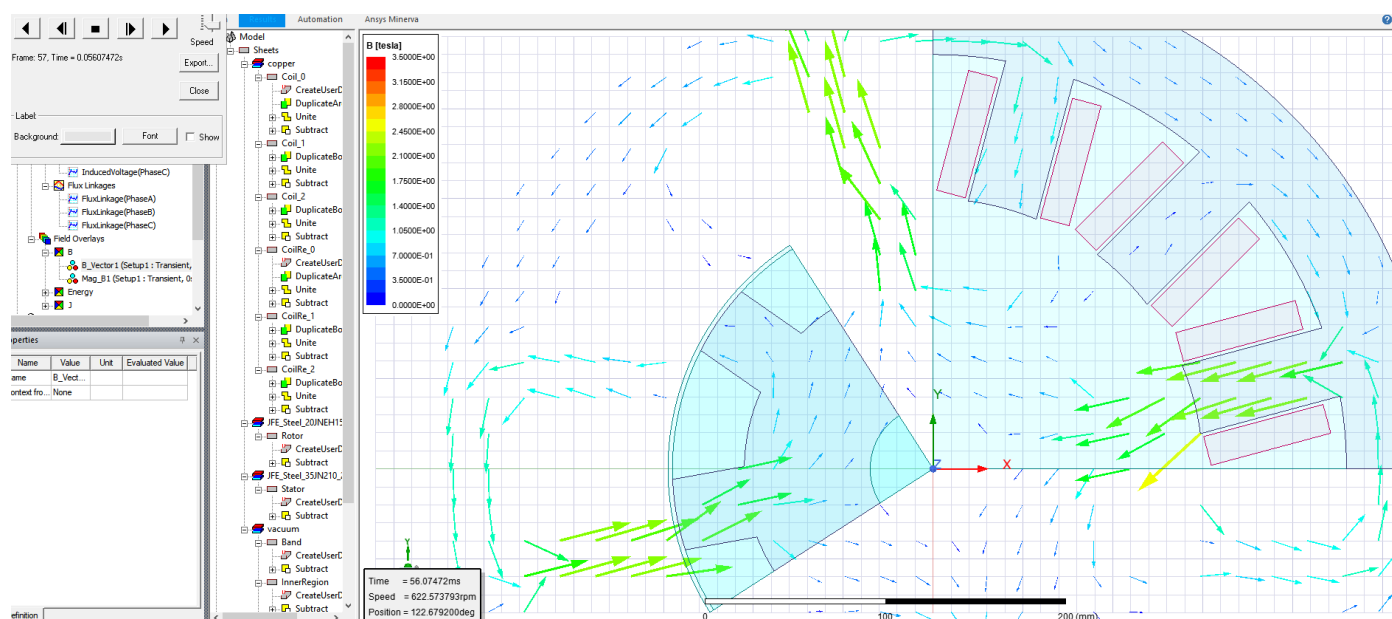 Results Automation Ansys Minerva
Speed
Frame: 57, Time = 0.05607472s
Export...
Close
Label
Background:
Font
Show
InducedVoltage(PhaseC)
Flux Linkages
FluxLinkage(PhaseA)
FluxLinkage(PhaseB)
FluxLinkage(PhaseC)
Field Overlays
B
B_Vector1 (Setup1 : Transient,
Mag_B1 (Setup1 : Transient, 0:
Energy
J
operties
Name Value Unit Evaluated Value
ame B_Vect...
ontext fro... None
efinition
Model
Sheets
copper
Coil_0
CreateUserD
DuplicateAr
Unite
Subtract
Coil_1
DuplicateBo
Unite
Subtract
Coil_2
DuplicateBo
Unite
Subtract
CoilRe_0
CreateUserD
DuplicateAr
Unite
Subtract
CoilRe_1
DuplicateBo
Unite
Subtract
CoilRe_2
DuplicateBo
Unite
Subtract
JFE_Steel_20JNEH15
Rotor
CreateUserD
Subtract
JFE_Steel_35JN210_2
Stator
CreateUserD
Subtract
vacuum
Band
CreateUserD
Subtract
InnerRegion
CreateUserD
Subtract
B [tesla]
3.5000E+00
3.1500E+00
2.8000E+00
2.4500E+00
2.1000E+00
1.7500E+00
1.4000E+00
1.0500E+00
7.0000E-01
3.5000E-01
0.0000E+00
Y
Z
X
Y
Time = 56.07472ms
Speed = 622.573793rpm
Position = 122.679200deg
0 100 200 (mm)